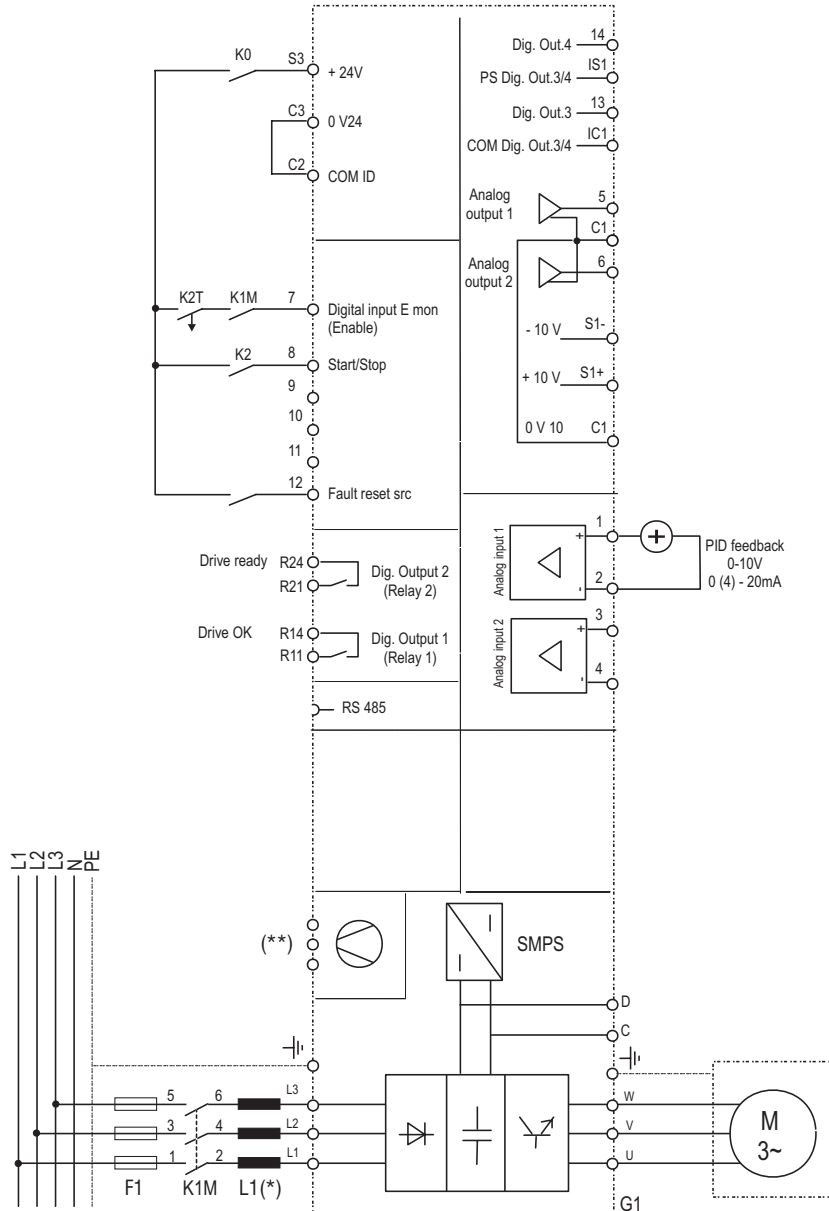 K0
S3
+ 24V
C3
0 V24
C2
COM ID
K2T
K1M
7
Digital input E mon
(Enable)
K2
8
Start/Stop
9
10
11
12
Fault reset src
Drive ready
R24
R21
Dig. Output 2
(Relay 2)
Drive OK
R14
R11
Dig. Output 1
(Relay 1)
RS 485
Dig. Out.4
14
PS Dig. Out.3/4
IS1
Dig. Out.3
13
COM Dig. Out.3/4
IC1
Analog
output 1
5
C1
Analog
output 2
6
- 10 V
S1-
+ 10 V
S1+
0 V 10
C1
Analog input 1
+
-
1
2
+
PID feedback
0-10V
0 (4) - 20mA
Analog input 2
+
-
3
4
L1
L2
L3
N
PE
(**)
SMPS
D
C
5
6
L3
3
4
L2
1
2
L1
F1
K1M
L1(*)
W
V
U
M
3~
G1